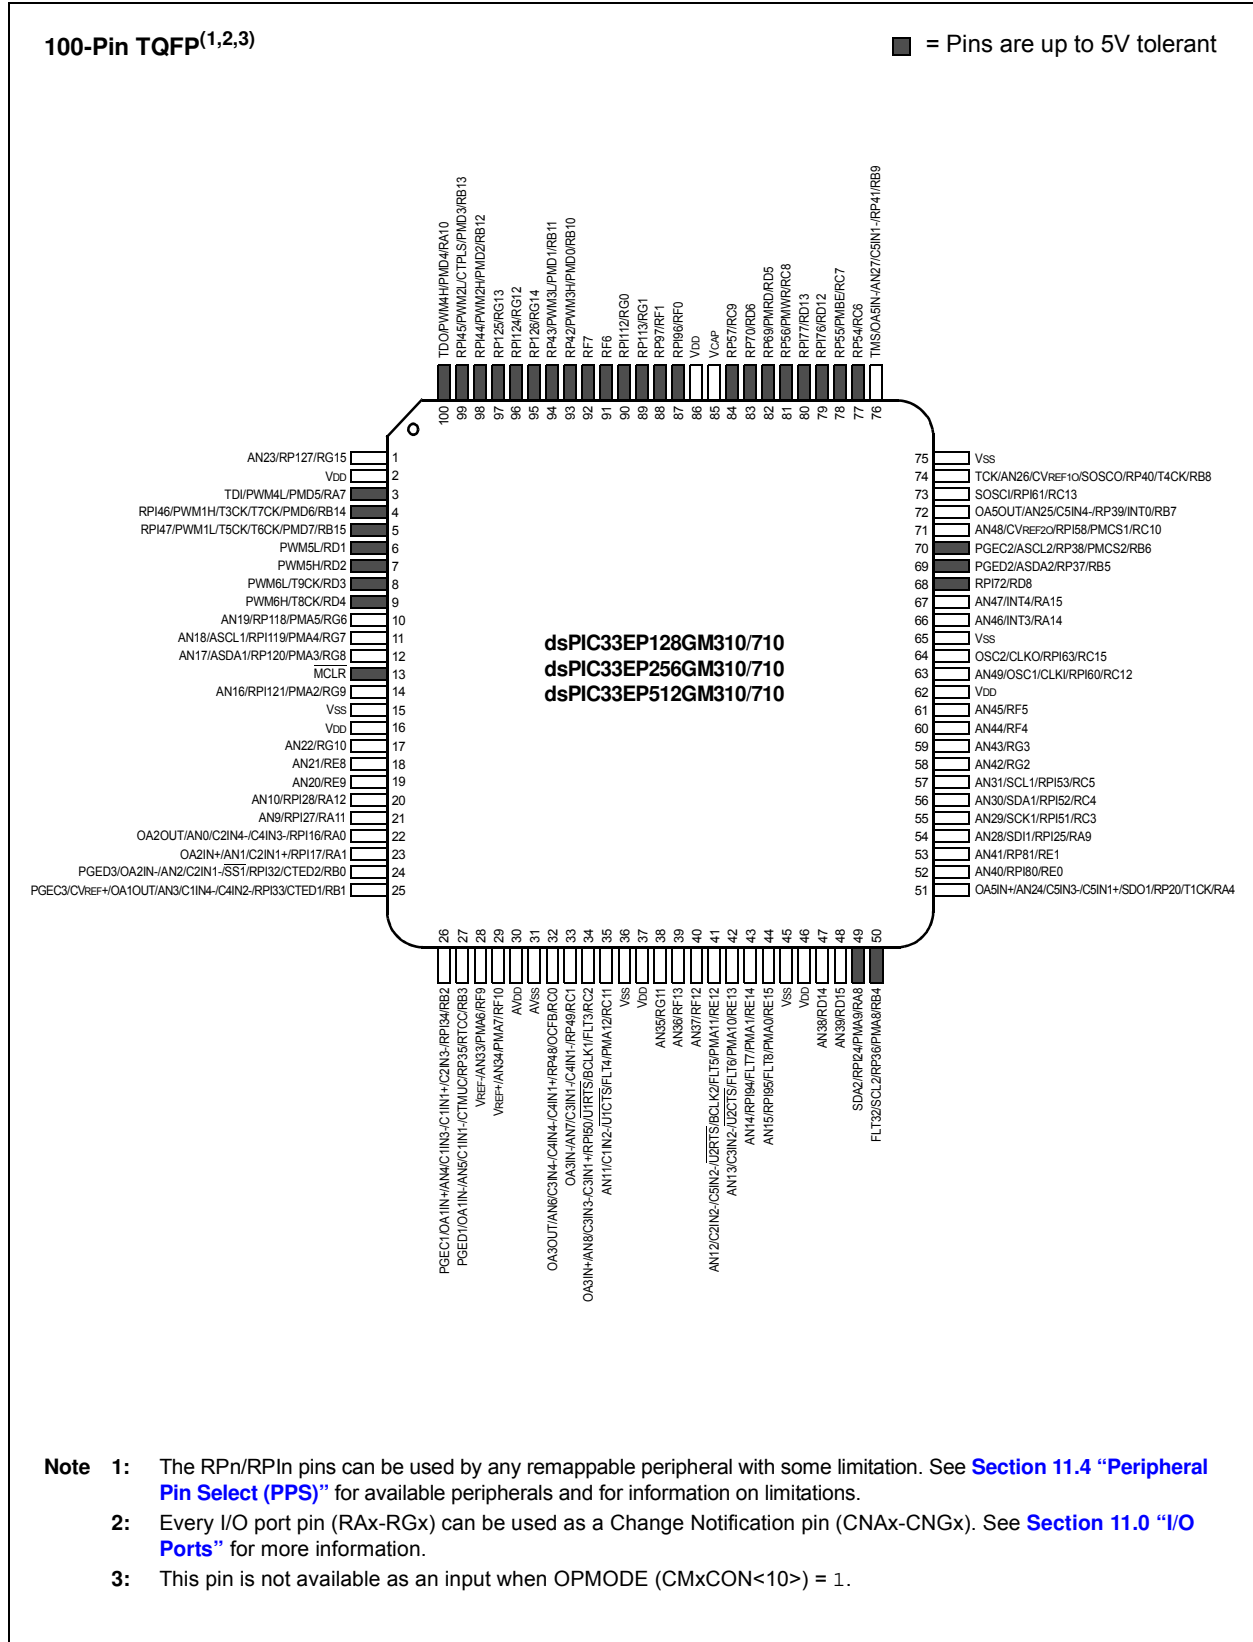 100-Pin TQFP(1,2,3)
= Pins are up to 5V tolerant
TDO/PWM4H/PMD4/RA10
RPI45/PWM2L/CTPLS/PMD3/RB13
RPI44/PWM2H/PMD2/RB12
RP125/RG13
RPI124/RG12
RP126/RG14
RP43/PWM3L/PMD1/RB11
RP42/PWM3H/PMD0/RB10
RF7
RF6
RPI112/RG0
RP113/RG1
RP97/RF1
RPI96/RF0
VDD
VCAP
RP57/RC9
RP70/RD6
RP69/PMRD/RD5
RP56/PMWR/RC8
RPI77/RD13
RPI76/RD12
RP55/PMBE/RC7
RP54/RC6
TMS/OA5IN-/AN27/C5IN1-/RP41/RB9
100 99 98 97 96 95 94 93 92 91 90 89 88 87 86 85 84 83 82 81 80 79 78 77 76
AN23/RP127/RG15 1
VDD 2
TDI/PWM4L/PMD5/RA7 3
RPI46/PWM1H/T3CK/T7CK/PMD6/RB14 4
RPI47/PWM1L/T5CK/T6CK/PMD7/RB15 5
PWM5L/RD1 6
PWM5H/RD2 7
PWM6L/T9CK/RD3 8
PWM6H/T8CK/RD4 9
AN19/RP118/PMA5/RG6 10
AN18/ASCL1/RPI119/PMA4/RG7 11
AN17/ASDA1/RP120/PMA3/RG8 12
MCLR 13
AN16/RPI121/PMA2/RG9 14
VSS 15
VDD 16
AN22/RG10 17
AN21/RE8 18
AN20/RE9 19
AN10/RPI28/RA12 20
AN9/RPI27/RA11 21
OA2OUT/AN0/C2IN4-/C4IN3-/RPI16/RA0 22
OA2IN+/AN1/C2IN1+/RPI17/RA1 23
PGED3/OA2IN-/AN2/C2IN1-/SS1/RPI32/CTED2/RB0 24
PGEC3/CVREF+/OA1OUT/AN3/C1IN4-/C4IN2-/RPI33/CTED1/RB1 25
dsPIC33EP128GM310/710
dsPIC33EP256GM310/710
dsPIC33EP512GM310/710
75 VSS
74 TCK/AN26/CVREF1O/SOSCO/RP40/T4CK/RB8
73 SOSCI/RPI61/RC13
72 OA5OUT/AN25/C5IN4-/RP39/INT0/RB7
71 AN48/CVREF2O/RPI58/PMCS1/RC10
70 PGEC2/ASCL2/RP38/PMCS2/RB6
69 PGED2/ASDA2/RP37/RB5
68 RPI72/RD8
67 AN47/INT4/RA15
66 AN46/INT3/RA14
65 VSS
64 OSC2/CLKO/RPI63/RC15
63 AN49/OSC1/CLKI/RPI60/RC12
62 VDD
61 AN45/RF5
60 AN44/RF4
59 AN43/RG3
58 AN42/RG2
57 AN31/SCL1/RPI53/RC5
56 AN30/SDA1/RPI52/RC4
55 AN29/SCK1/RPI51/RC3
54 AN28/SDI1/RPI25/RA9
53 AN41/RP81/RE1
52 AN40/RPI80/RE0
51 OA5IN+/AN24/C5IN3-/C5IN1+/SDO1/RP20/T1CK/RA4
26 27 28 29 30 31 32 33 34 35 36 37 38 39 40 41 42 43 44 45 46 47 48 49 50
PGEC1/OA1IN+/AN4/C1IN3-/C1IN1+/C2IN3-/RPI34/RB2
PGED1/OA1IN-/AN5/C1IN1-/CTMUC/RP35/RTCC/RB3
VREF-/AN33/PMA6/RF9
VREF+/AN34/PMA7/RF10
AVDD
AVSS
OA3OUT/AN6/C3IN4-/C4IN4-/C4IN1+/RP48/OCFB/RC0
OA3IN-/AN7/C3IN1-/C4IN1-/RP49/RC1
OA3IN+/AN8/C3IN3-/C3IN1+/RPI50/U1RTS/BCLK1/FLT3/RC2
AN11/C1IN2-/U1CTS/FLT4/PMA12/RC11
VSS
VDD
AN35/RG11
AN36/RF13
AN37/RF12
AN12/C2IN2-/C5IN2-/U2RTS/BCLK2/FLT5/PMA11/RE12
AN13/C3IN2-/U2CTS/FLT6/PMA10/RE13
AN14/RPI94/FLT7/PMA1/RE14
AN15/RPI95/FLT8/PMA0/RE15
VSS
VDD
AN38/RD14
AN39/RD15
SDA2/RPI24/PMA9/RA8
FLT32/SCL2/RP36/PMA8/RB4
Note 1: The RPn/RPIn pins can be used by any remappable peripheral with some limitation. See Section 11.4 “Peripheral
Pin Select (PPS)” for available peripherals and for information on limitations.
2: Every I/O port pin (RAx-RGx) can be used as a Change Notification pin (CNAx-CNGx). See Section 11.0 “I/O
Ports” for more information.
3: This pin is not available as an input when OPMODE (CMxCON<10>) = 1.